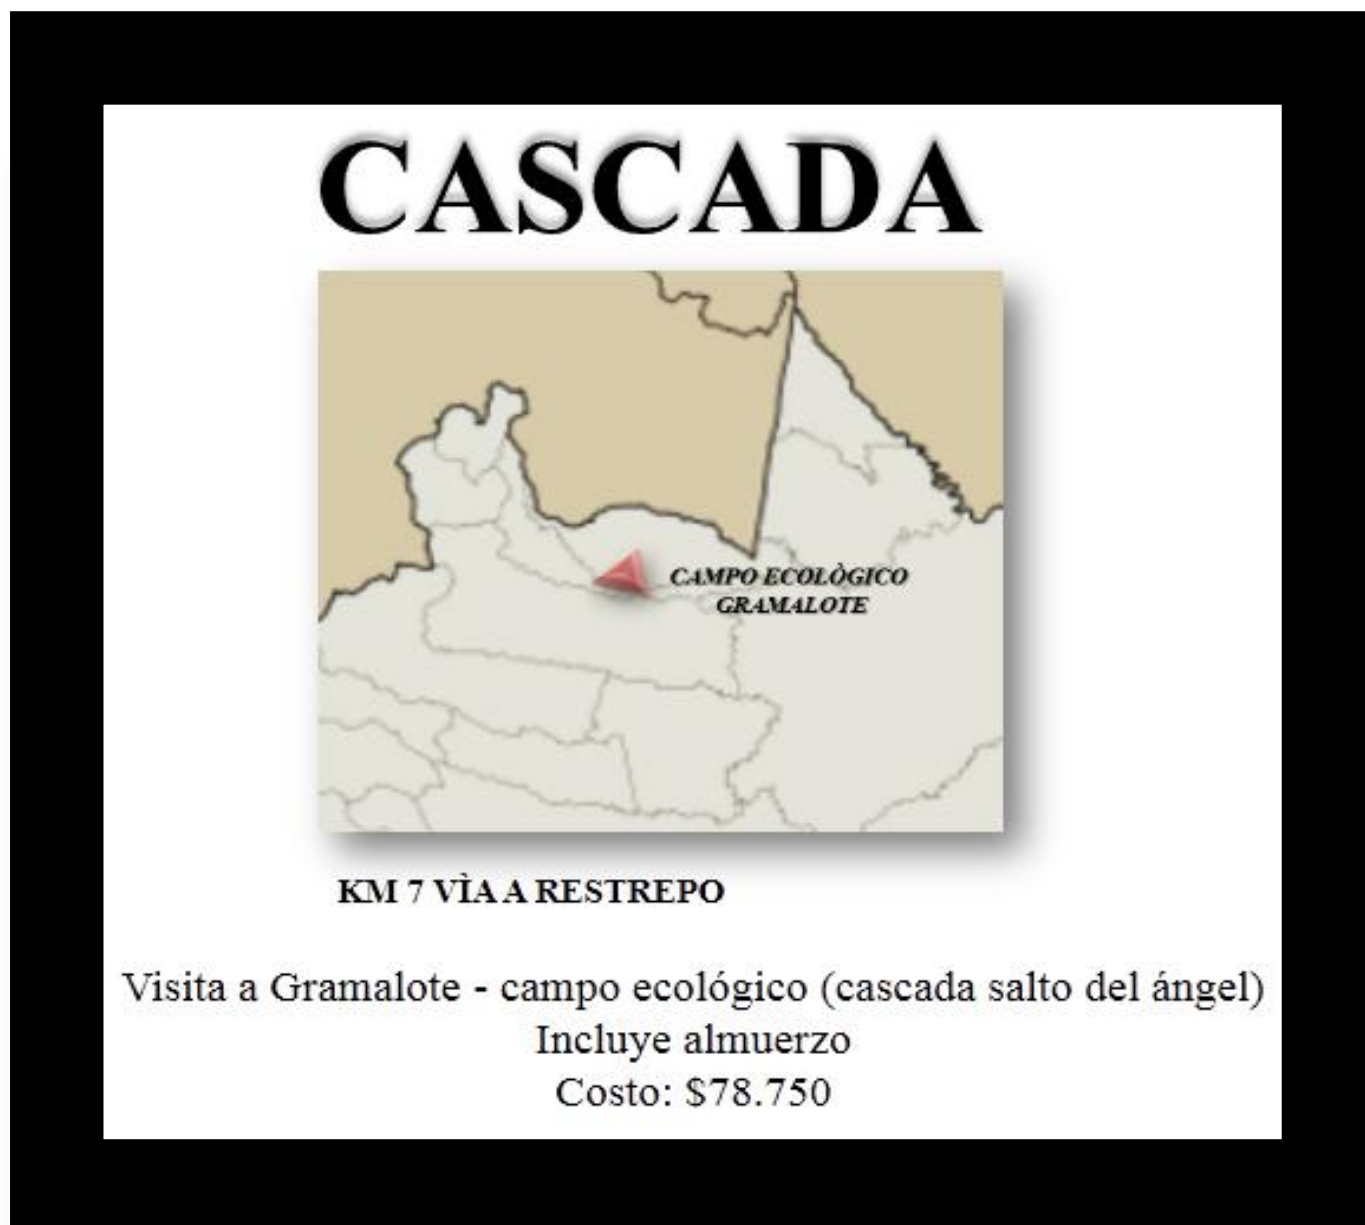 CASCADA
CAMPO ECOLÒGICO
GRAMALOTE
KM 7 VÌA A RESTREPO
Visita a Gramalote - campo ecológico (cascada salto del ángel)
Incluye almuerzo
Costo: $78.750